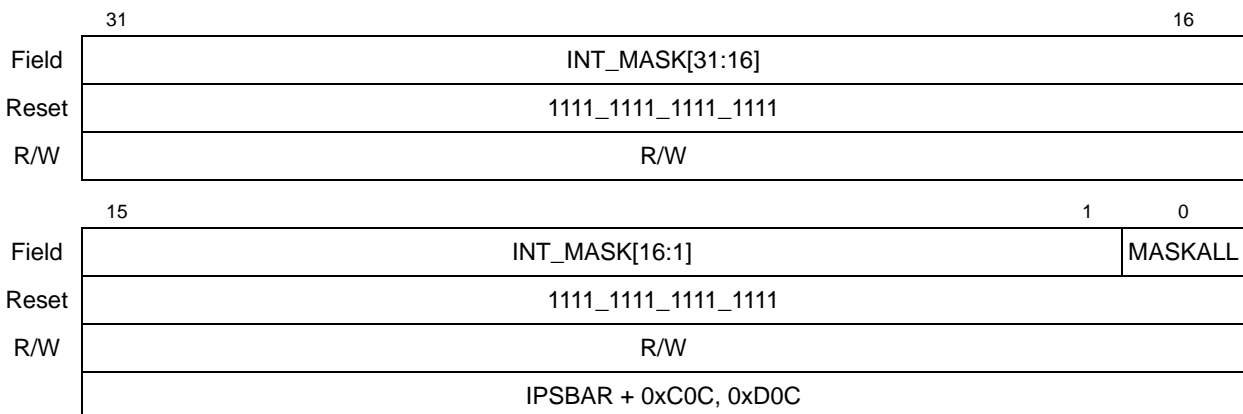 31 16
Field INT_MASK[31:16]
Reset 1111_1111_1111_1111
R/W R/W
15 1 0
Field INT_MASK[16:1] MASKALL
Reset 1111_1111_1111_1111
R/W R/W
IPSBAR + 0xC0C, 0xD0C